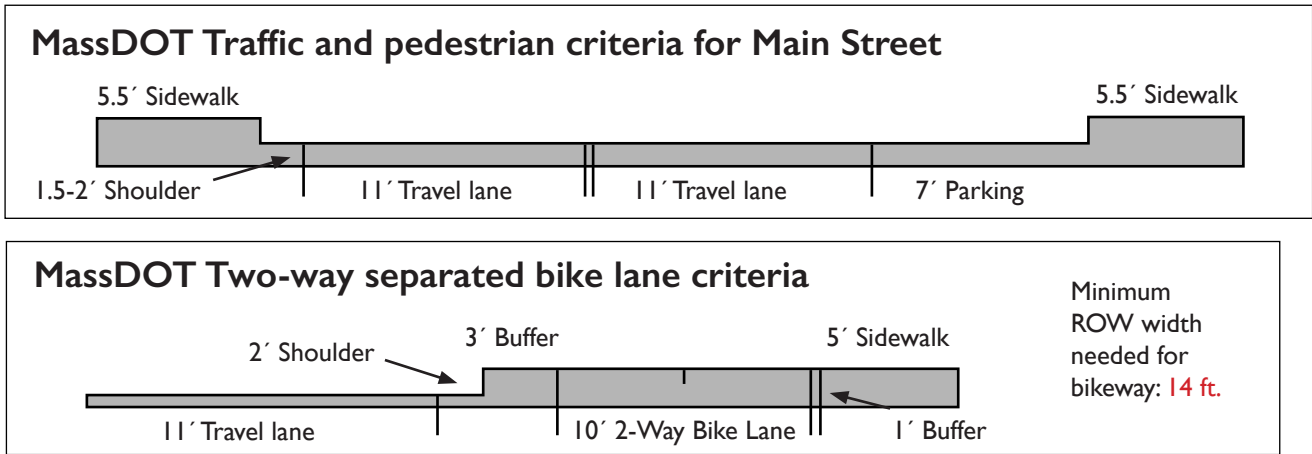 MassDOT Traffic and pedestrian criteria for Main Street
5.5´ Sidewalk
5.5´ Sidewalk
1.5-2´ Shoulder
11´ Travel lane
11´ Travel lane
7´ Parking
MassDOT Two-way separated bike lane criteria
Minimum
ROW width
needed for
bikeway: 14 ft.
2´ Shoulder
3´ Buffer
5´ Sidewalk
11´ Travel lane
10´ 2-Way Bike Lane
1´ Buffer